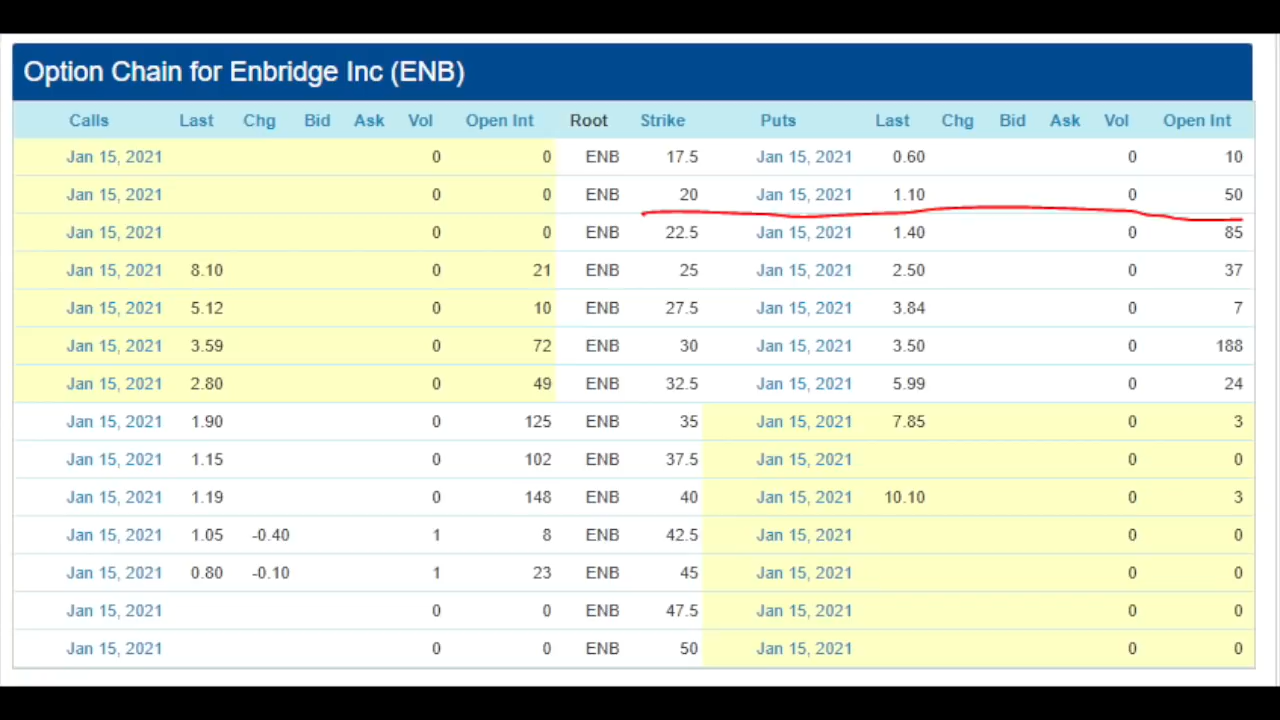 Option Chain for Enbridge Inc (ENB)
Calls Last Chg Bid Ask Vol Open Int Root Strike Puts Last Chg Bid Ask Vol Open Int
Jan 15, 2021 0 0 ENB 17.5 Jan 15, 2021 0.60 0 10
Jan 15, 2021 0 0 ENB 20 Jan 15, 2021 1.10 0 50
Jan 15, 2021 0 0 ENB 22.5 Jan 15, 2021 1.40 0 85
Jan 15, 2021 8.10 0 21 ENB 25 Jan 15, 2021 2.50 0 37
Jan 15, 2021 5.12 0 10 ENB 27.5 Jan 15, 2021 3.84 0 7
Jan 15, 2021 3.59 0 72 ENB 30 Jan 15, 2021 3.50 0 188
Jan 15, 2021 2.80 0 49 ENB 32.5 Jan 15, 2021 5.99 0 24
Jan 15, 2021 1.90 0 125 ENB 35 Jan 15, 2021 7.85 0 3
Jan 15, 2021 1.15 0 102 ENB 37.5 Jan 15, 2021 0 0
Jan 15, 2021 1.19 0 148 ENB 40 Jan 15, 2021 10.10 0 3
Jan 15, 2021 1.05 -0.40 1 8 ENB 42.5 Jan 15, 2021 0 0
Jan 15, 2021 0.80 -0.10 1 23 ENB 45 Jan 15, 2021 0 0
Jan 15, 2021 0 0 ENB 47.5 Jan 15, 2021 0 0
Jan 15, 2021 0 0 ENB 50 Jan 15, 2021 0 0